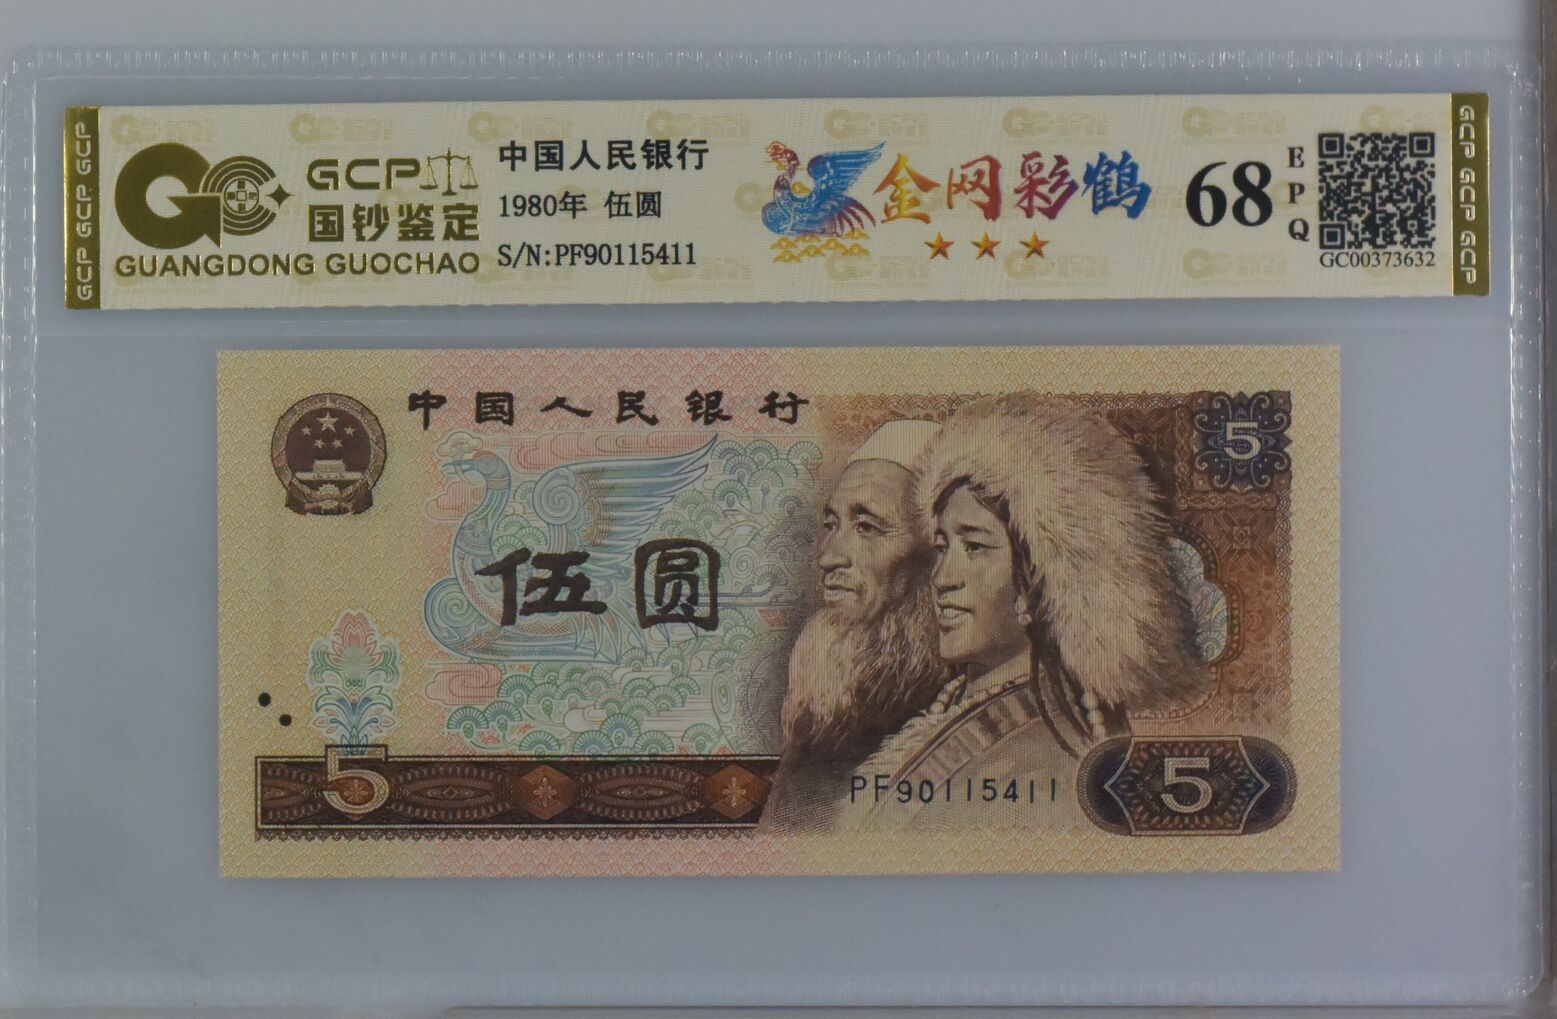 GCP GCP GCP
GCP
国钞鉴定
GUANGDONG GUOCHAO
中国人民银行
1980年 伍圆
S/N:PF90115411
金网彩鹤
68
EPQ
GC00373632
GCP GCP GCP
中国人民银行
5
伍圆
5
PF90115411
5